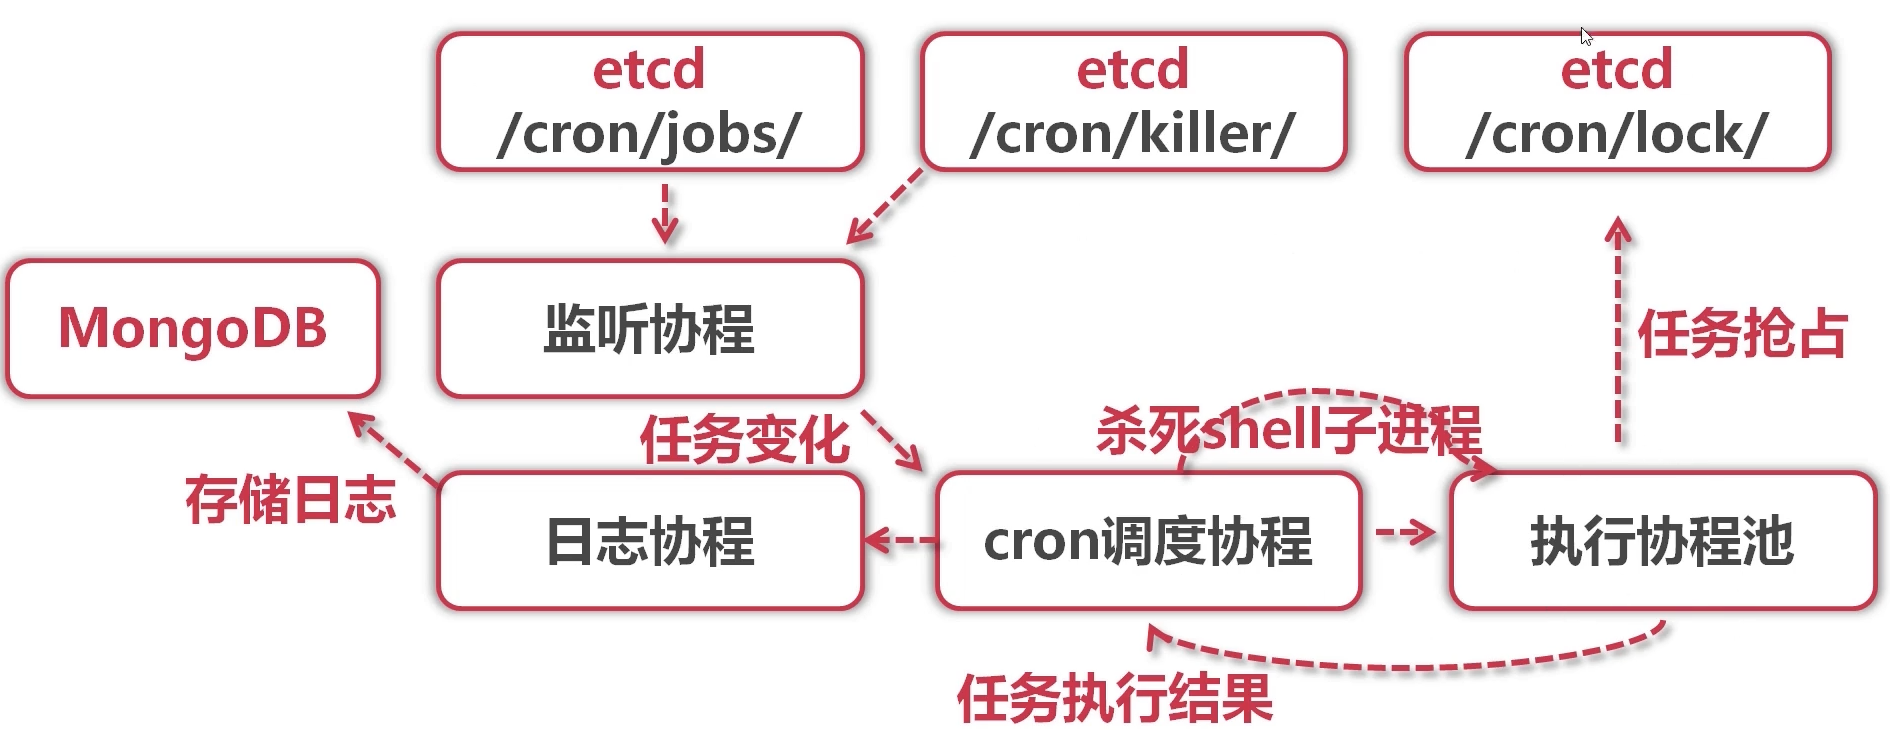 etcd
/cron/jobs/
etcd
/cron/killer/
etcd
/cron/lock/
MongoDB
监听协程
任务抢占
任务变化
杀死shell子进程
存储日志
日志协程
cron调度协程
执行协程池
任务执行结果